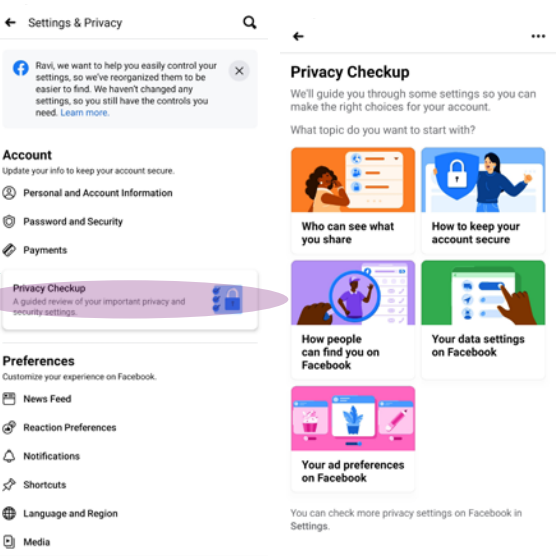 Settings & Privacy
Ravi, we want to help you easily control your
settings, so we've reorganized them to be
easier to find. We haven't changed any
settings, so you still have the controls you
need. Learn more.
Account
Update your info to keep your account secure.
Personal and Account Information
Password and Security
Payments
Privacy Checkup
A guided review of your important privacy and
security settings.
Preferences
Customize your experience on Facebook.
News Feed
Reaction Preferences
Notifications
Shortcuts
Language and Region
Media
Privacy Checkup
We'll guide you through some settings so you can
make the right choices for your account.
What topic do you want to start with?
Who can see what
you share
How to keep your
account secure
How people
can find you on
Facebook
Your data settings
on Facebook
Your ad preferences
on Facebook
You can check more privacy settings on Facebook in
Settings.